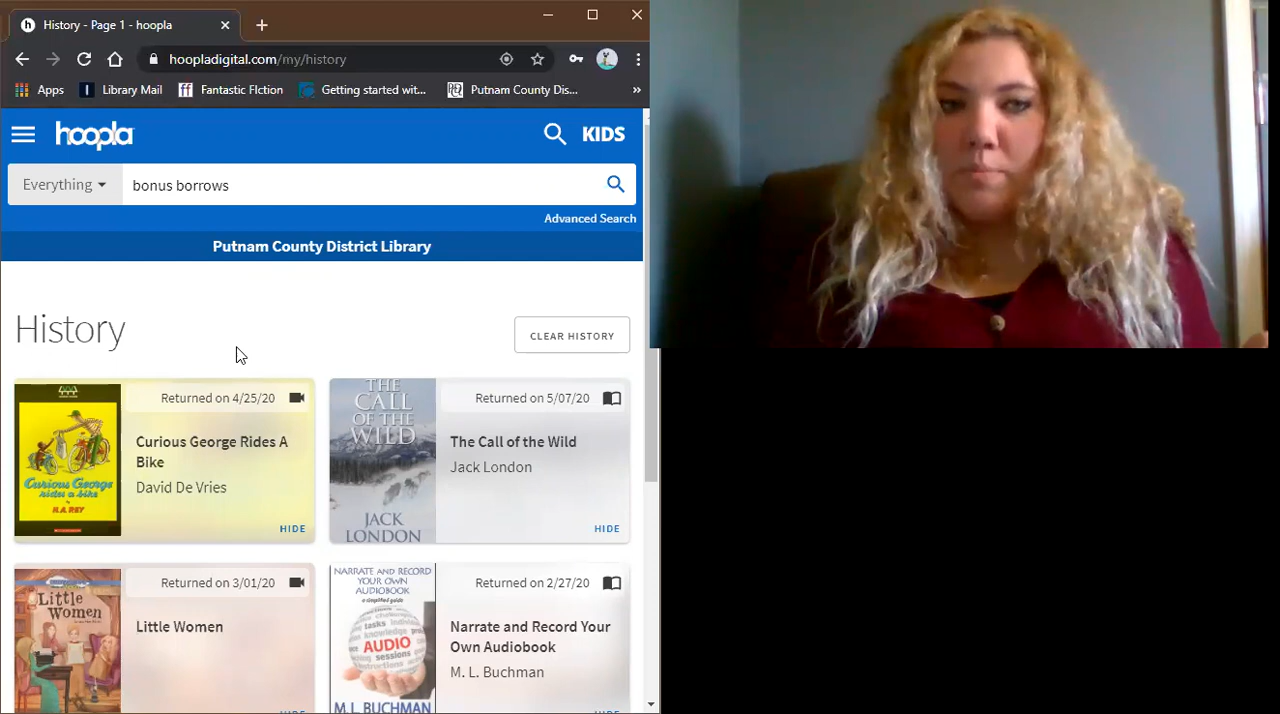 History - Page 1 - hoopla
hoopladigital.com/my/history
Apps
Library Mail
ff
Fantastic FIction
Getting started wit...
Putnam County Dis...
»
hoopla
KIDS
Everything
bonus borrows
Advanced Search
Putnam County District Library
History
CLEAR HISTORY
Returned on 4/25/20
Curious George Rides A
Bike
David De Vries
HIDE
Curious George
rides a bike
by
H.A. REY
Returned on 5/07/20
The Call of the Wild
Jack London
HIDE
THE
CALL
OF THE
WILD
JACK
LONDON
Returned on 3/01/20
Little Women
Little
Women
Returned on 2/27/20
Narrate and Record Your
Own Audiobook
M. L. Buchman
NARRATE AND RECORD
YOUR OWN
AUDIOBOOK
a simplified guide
AUDIO
M. L. BUCHMAN